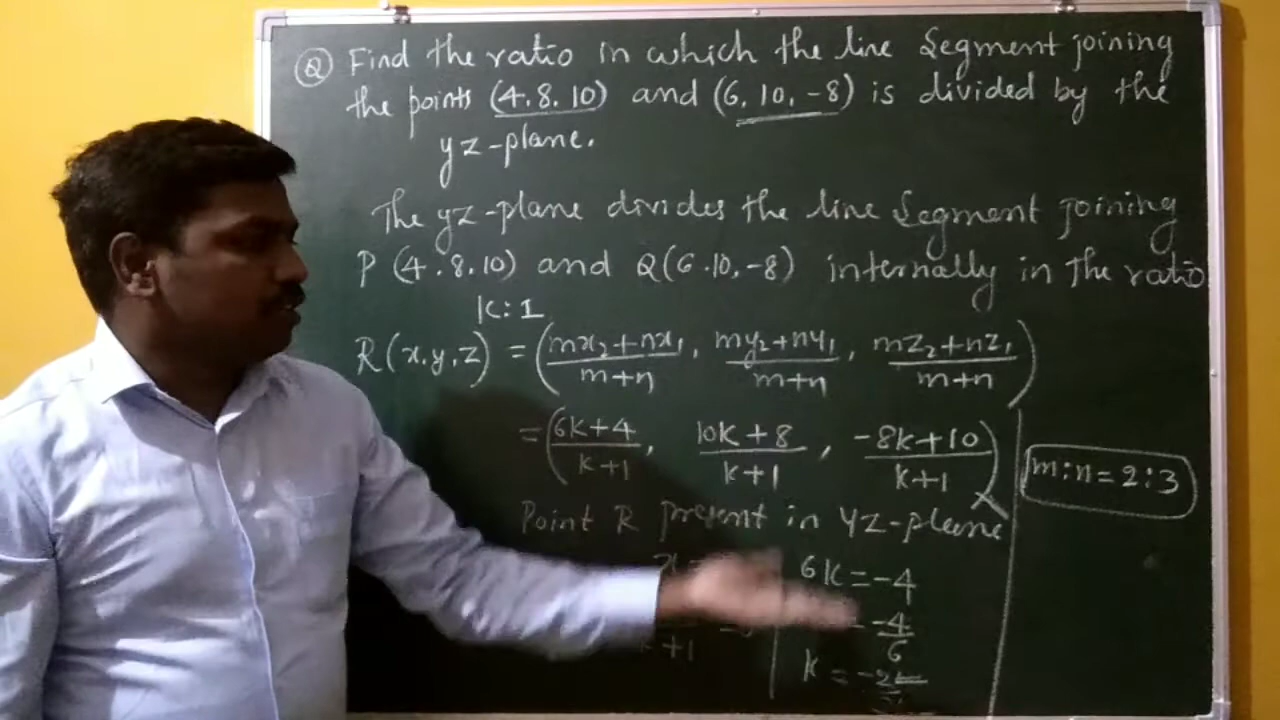 Q Find the ratio in which the line Segment joining
the points (4.8.10) and (6.10.-8) is divided by the
yz-plane.
The yz-plane divides the line Segment joining
P (4.8.10) and Q(6.10,-8) internally in the ratio
k:1
R(x.y.z) = (mx₂+nx₁/m+n, my₂+ny₁/m+n, mz₂+nz₁/m+n)
= (6k+4/k+1, 10k+8/k+1, -8k+10/k+1)
m:n=2:3
Point R present in yz-plane
6k=-4
-4/6
+1
k =